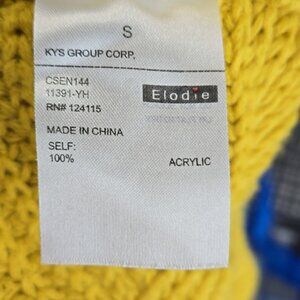 S
KYS GROUP CORP.
CSEN144
11391-YH
Elodie
RN# 124115
MADE IN CHINA
SELF:
100% ACRYLIC